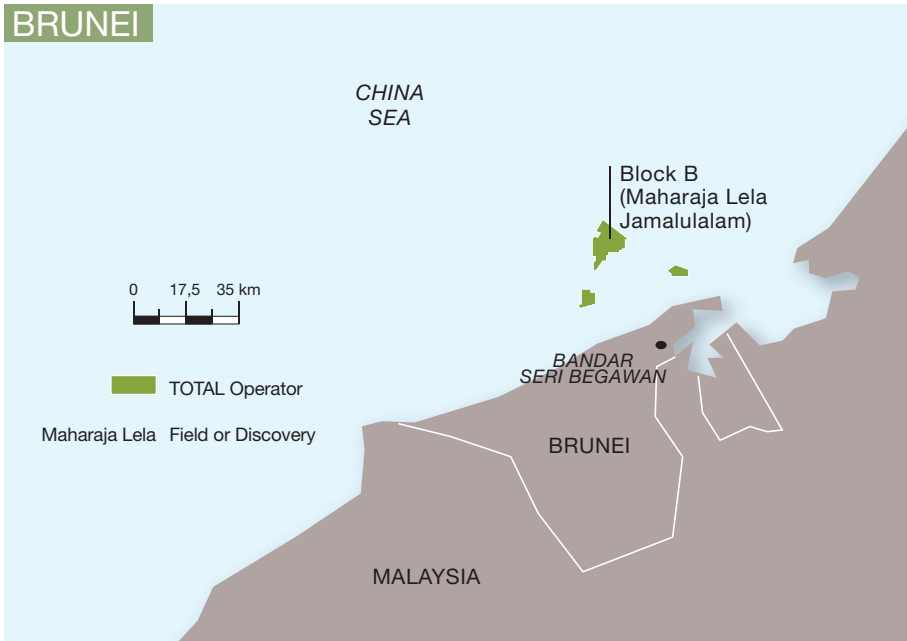 BRUNEI
CHINA
SEA
Block B
(Maharaja Lela
Jamalulalam)
0 17,5 35 km
BANDAR
SERI BEGAWAN
TOTAL Operator
Maharaja Lela Field or Discovery
BRUNEI
MALAYSIA